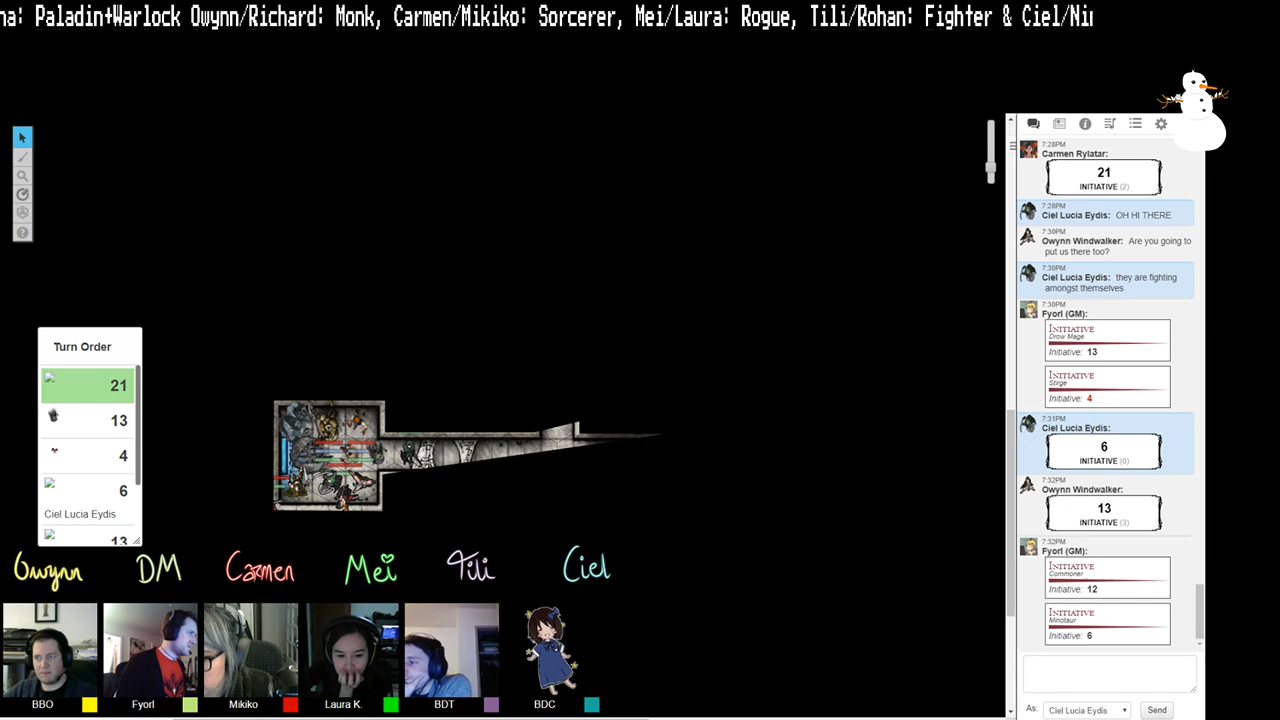 na: Paladin+Warlock Owynn/Richard: Monk, Carmen/Mikiko: Sorcerer, Mei/Laura: Rogue, Tili/Rohan: Fighter & Ciel/Nin
7:28PM
Carmen Rylatar:
21
INITIATIVE (2)
7:28PM
Ciel Lucia Eydis: OH HI THERE
7:30PM
Owynn Windwalker: Are you going to
put us there too?
7:30PM
Ciel Lucia Eydis: they are fighting
amongst themselves
7:30PM
Fyorl (GM):
INITIATIVE
Drow Mage
Initiative: 13
INITIATIVE
Stirge
Initiative: 4
7:31PM
Ciel Lucia Eydis:
6
INITIATIVE (0)
7:32PM
Owynn Windwalker:
13
INITIATIVE (3)
7:32PM
Fyorl (GM):
INITIATIVE
Commoner
Initiative: 12
INITIATIVE
Minotaur
Initiative: 6
As: Ciel Lucia Eydis Send
Turn Order
21
13
4
6
Ciel Lucia Eydis
13
Owynn DM Carmen Mei Tili Ciel
BBO Fyorl Mikiko Laura K. BDT BDC